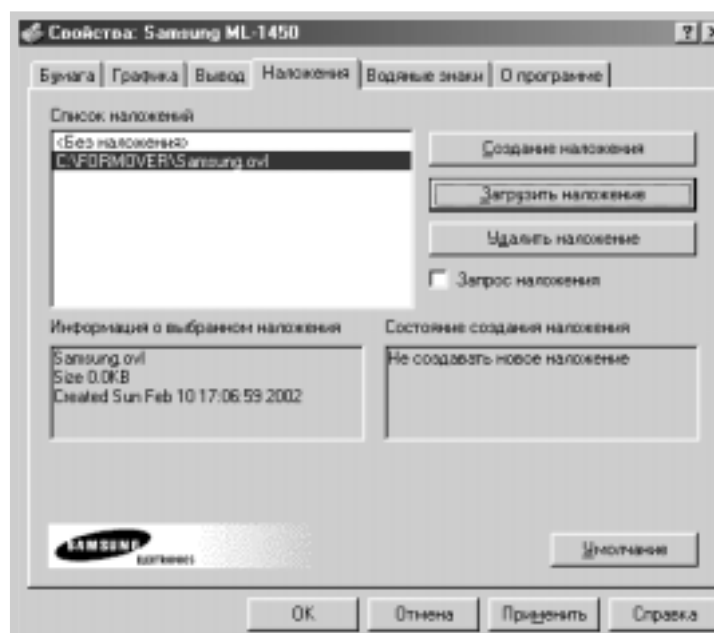 Свойства: Samsung ML-1450
Бумага Графика Вывод Наложения Водяные знаки О программе
Список наложений
<Без наложения>
C:\FORMOVER\Samsung.ovl
Создание наложения
Загрузить наложение
Удалить наложение
Запрос наложения
Информация о выбранном наложения
Samsung.ovl
Size 0.0KB
Created Sun Feb 10 17:06:59 2002
Состояние создания наложения
Не создавать новое наложение
SAMSUNG
ELECTRONICS
Умолчание
OK Отмена Применить Справка